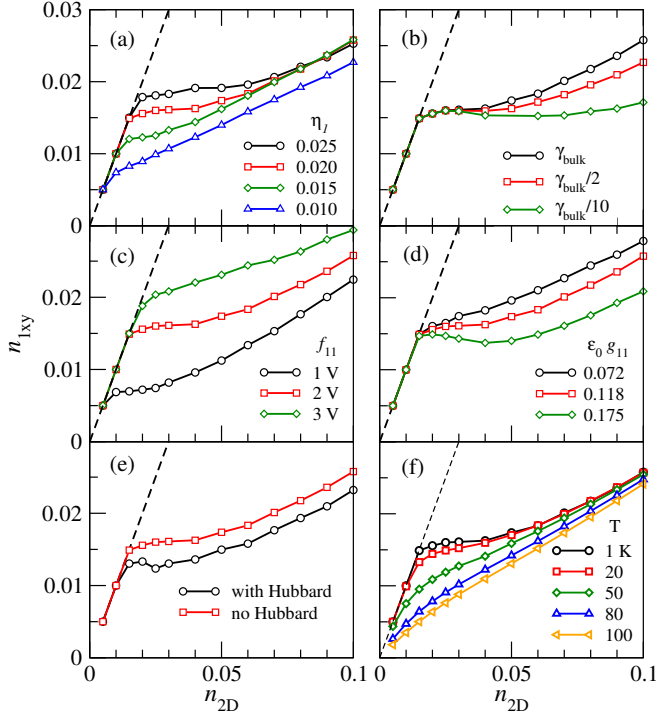 (a)
0.03
0.02
0.01
0
η1
0.025
0.020
0.015
0.010
(b)
γbulk
γbulk/2
γbulk/10
(c)
n1xy
0.02
0.01
0
f11
1 V
2 V
3 V
(d)
ε0 g11
0.072
0.118
0.175
(e)
0.02
0.01
0
with Hubbard
no Hubbard
0
0.05
0.1
n2D
(f)
T
1 K
20
50
80
100
0
0.05
0.1
n2D